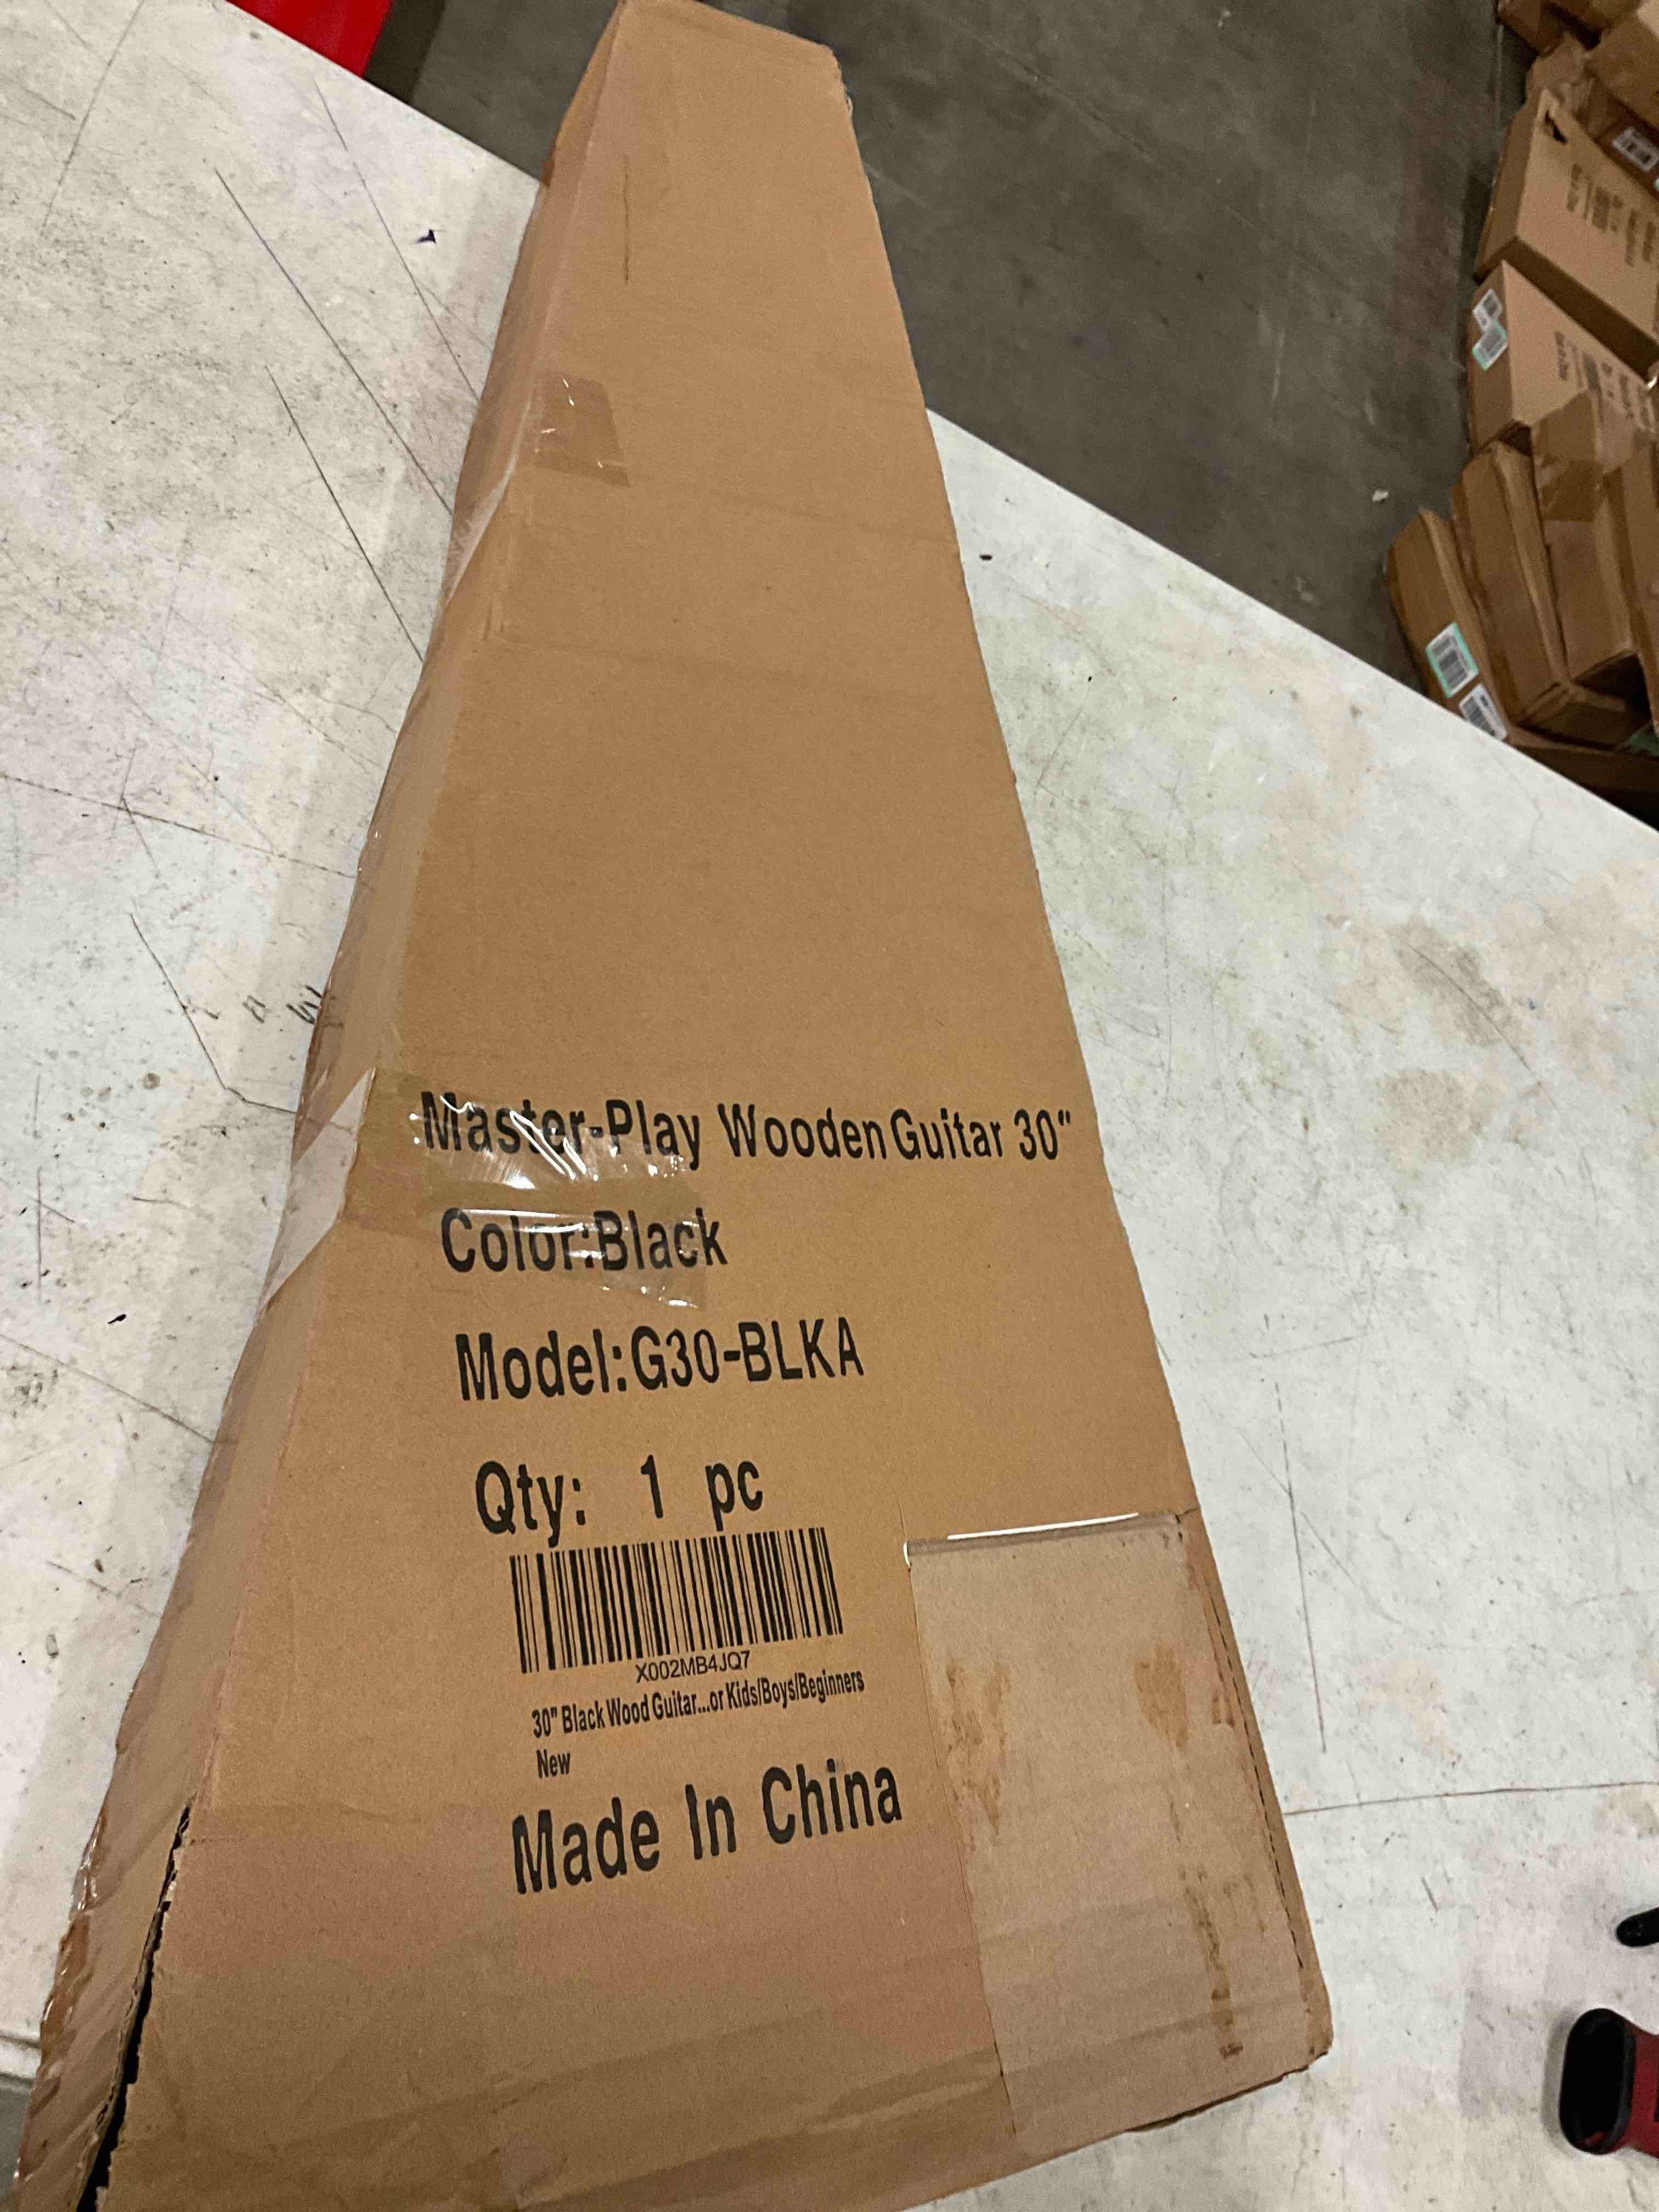 Master-Play Wooden Guitar 30"
Color:Black
Model:G30-BLKA
Qty: 1 pc
X002MB4JQ7
30" Black Wood Guitar...or Kids/Boys/Beginners
New
Made In China